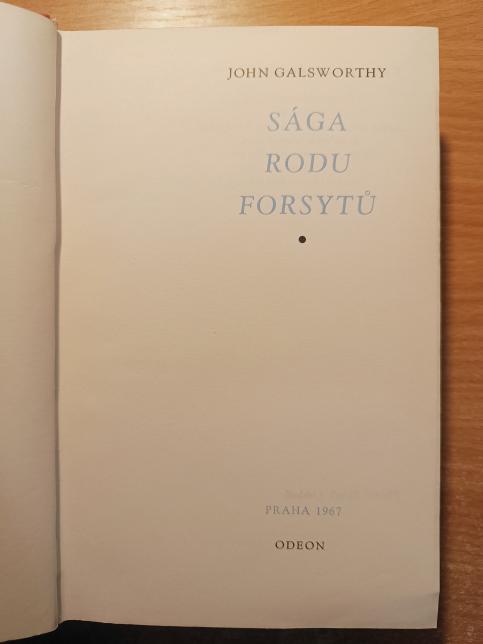 JOHN GALSWORTHY
SÁGA
RODU
FORSYTŮ
PRAHA 1967
ODEON